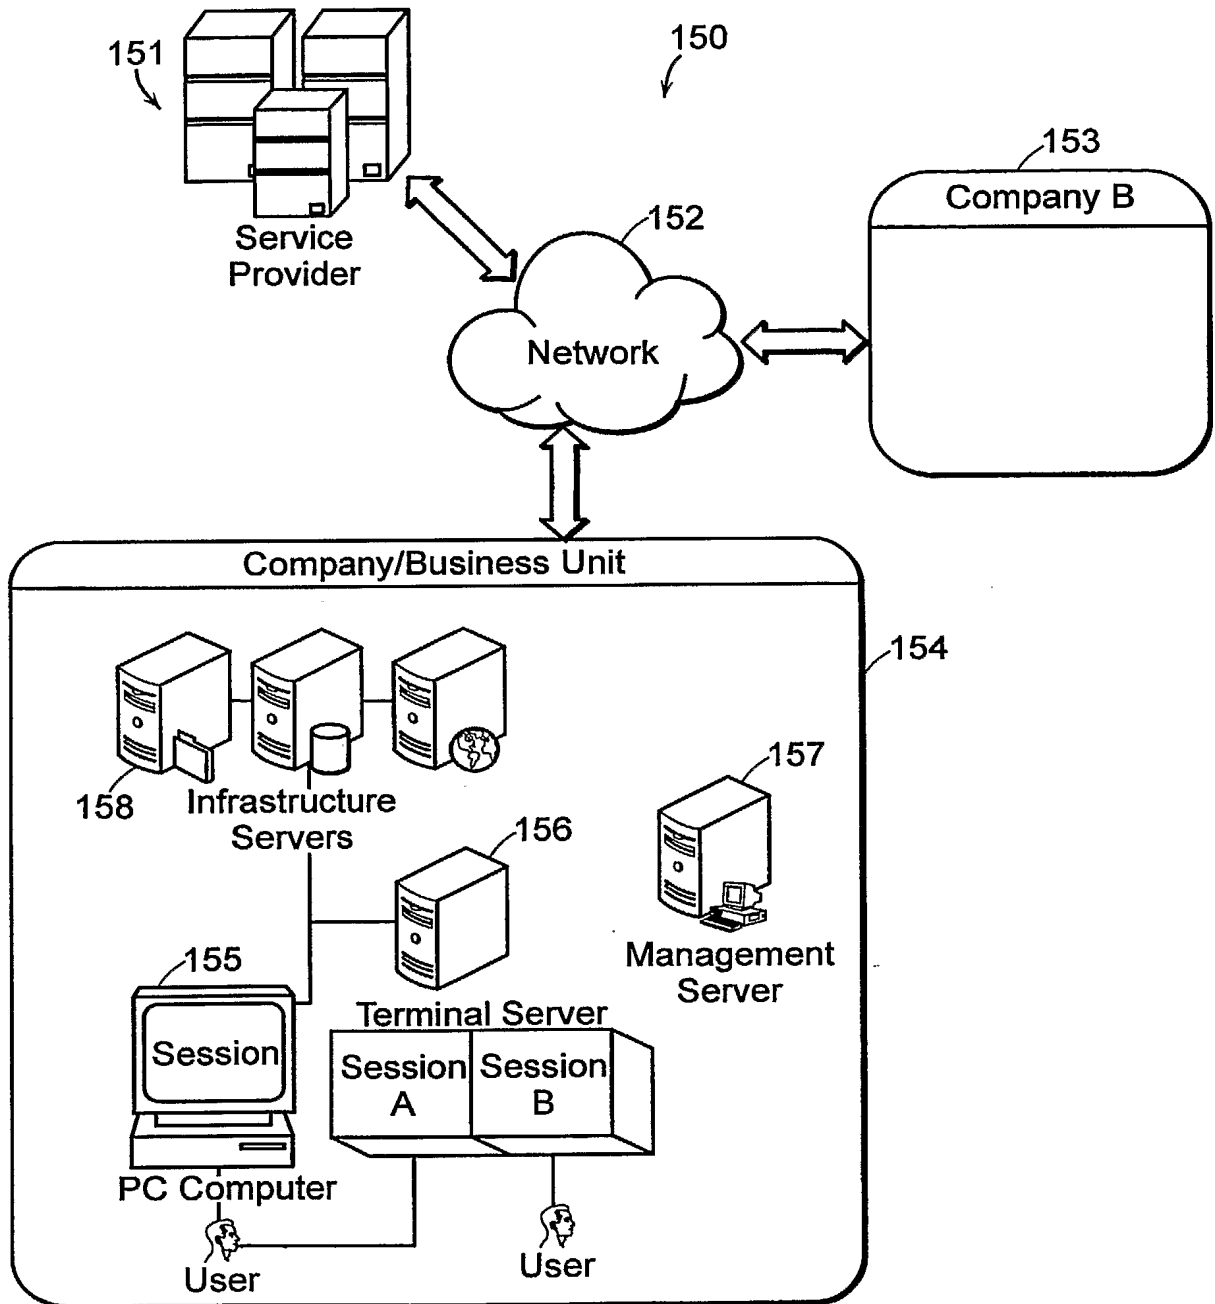 151
150
153
Company B
152
Service
Provider
Network
Company/Business Unit
154
158
Infrastructure
Servers
157
156
Management
Server
155
Session
Terminal Server
Session
A
Session
B
PC Computer
User
User